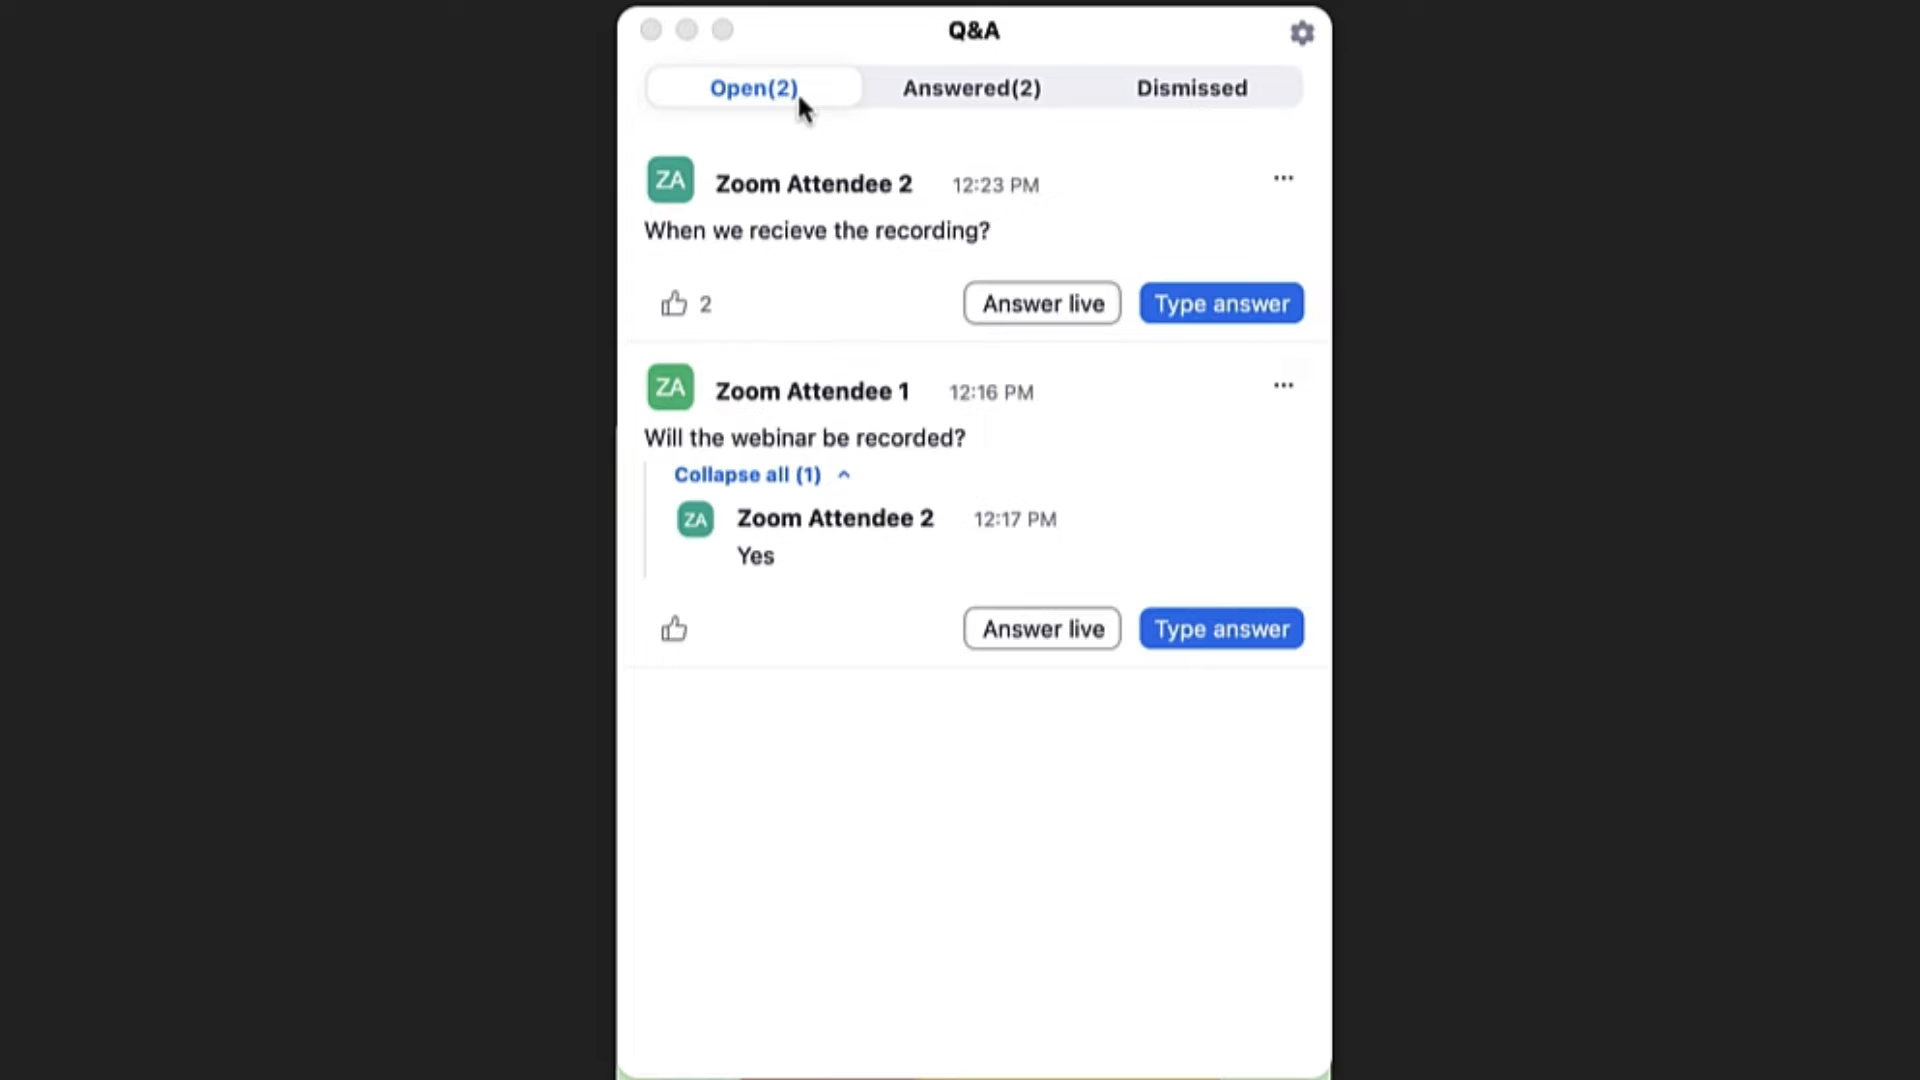 Q&A
Open(2) Answered(2) Dismissed
ZA Zoom Attendee 2 12:23 PM ...
When we recieve the recording?
2 Answer live Type answer
ZA Zoom Attendee 1 12:16 PM ...
Will the webinar be recorded?
Collapse all (1)
ZA Zoom Attendee 2 12:17 PM
Yes
Answer live Type answer